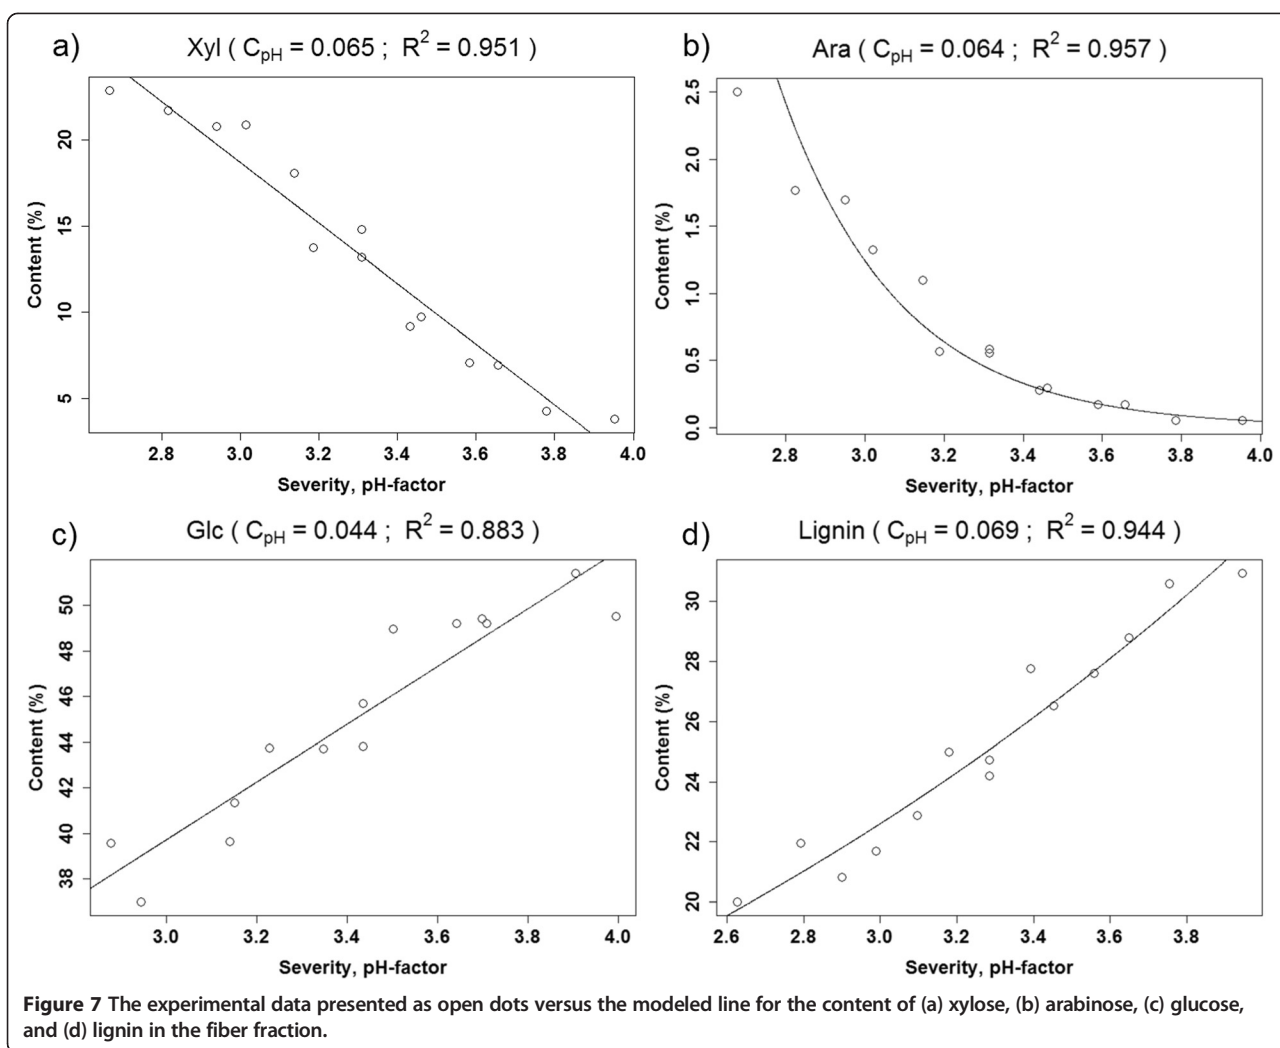 a) Xyl ( CpH = 0.065 ; R² = 0.951 )
Content (%)
20
15
10
5
2.8 3.0 3.2 3.4 3.6 3.8 4.0
Severity, pH-factor
b) Ara ( CpH = 0.064 ; R² = 0.957 )
Content (%)
2.5
2.0
1.5
1.0
0.5
0.0
2.8 3.0 3.2 3.4 3.6 3.8 4.0
Severity, pH-factor
c) Glc ( CpH = 0.044 ; R² = 0.883 )
Content (%)
50
48
46
44
42
40
38
3.0 3.2 3.4 3.6 3.8 4.0
Severity, pH-factor
d) Lignin ( CpH = 0.069 ; R² = 0.944 )
Content (%)
30
28
26
24
22
20
2.6 2.8 3.0 3.2 3.4 3.6 3.8
Severity, pH-factor
Figure 7 The experimental data presented as open dots versus the modeled line for the content of (a) xylose, (b) arabinose, (c) glucose,
and (d) lignin in the fiber fraction.